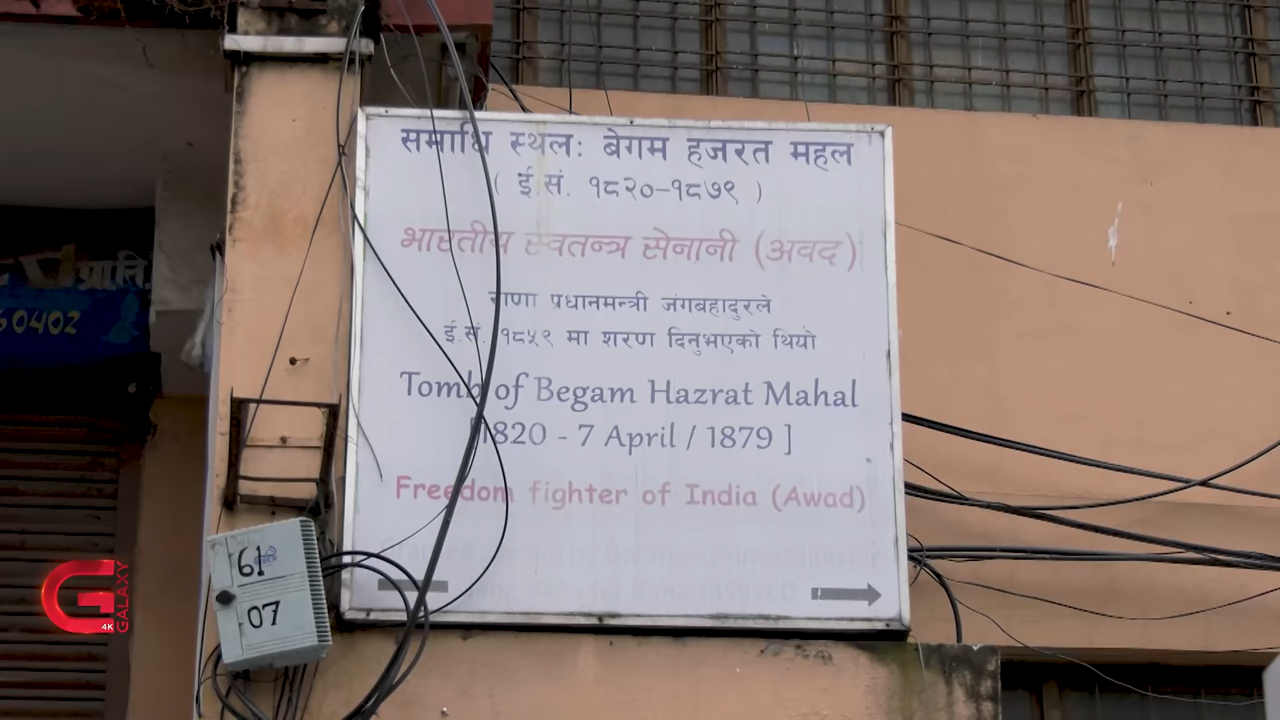 समाधि स्थल: बेगम हजरत महल
( ई.सं. १८२०-१८७९ )
भारतीय स्वतन्त्र सेनानी (अवद)
राणा प्रधानमन्त्री जंगबहादुरले
ई.सं. १८५९ मा शरण दिनुभएको थियो
Tomb of Begam Hazrat Mahal
[1820 - 7 April / 1879 ]
Freedom fighter of India (Awad)
प्रालि.
60402
61
07
G
4K
GALAXY